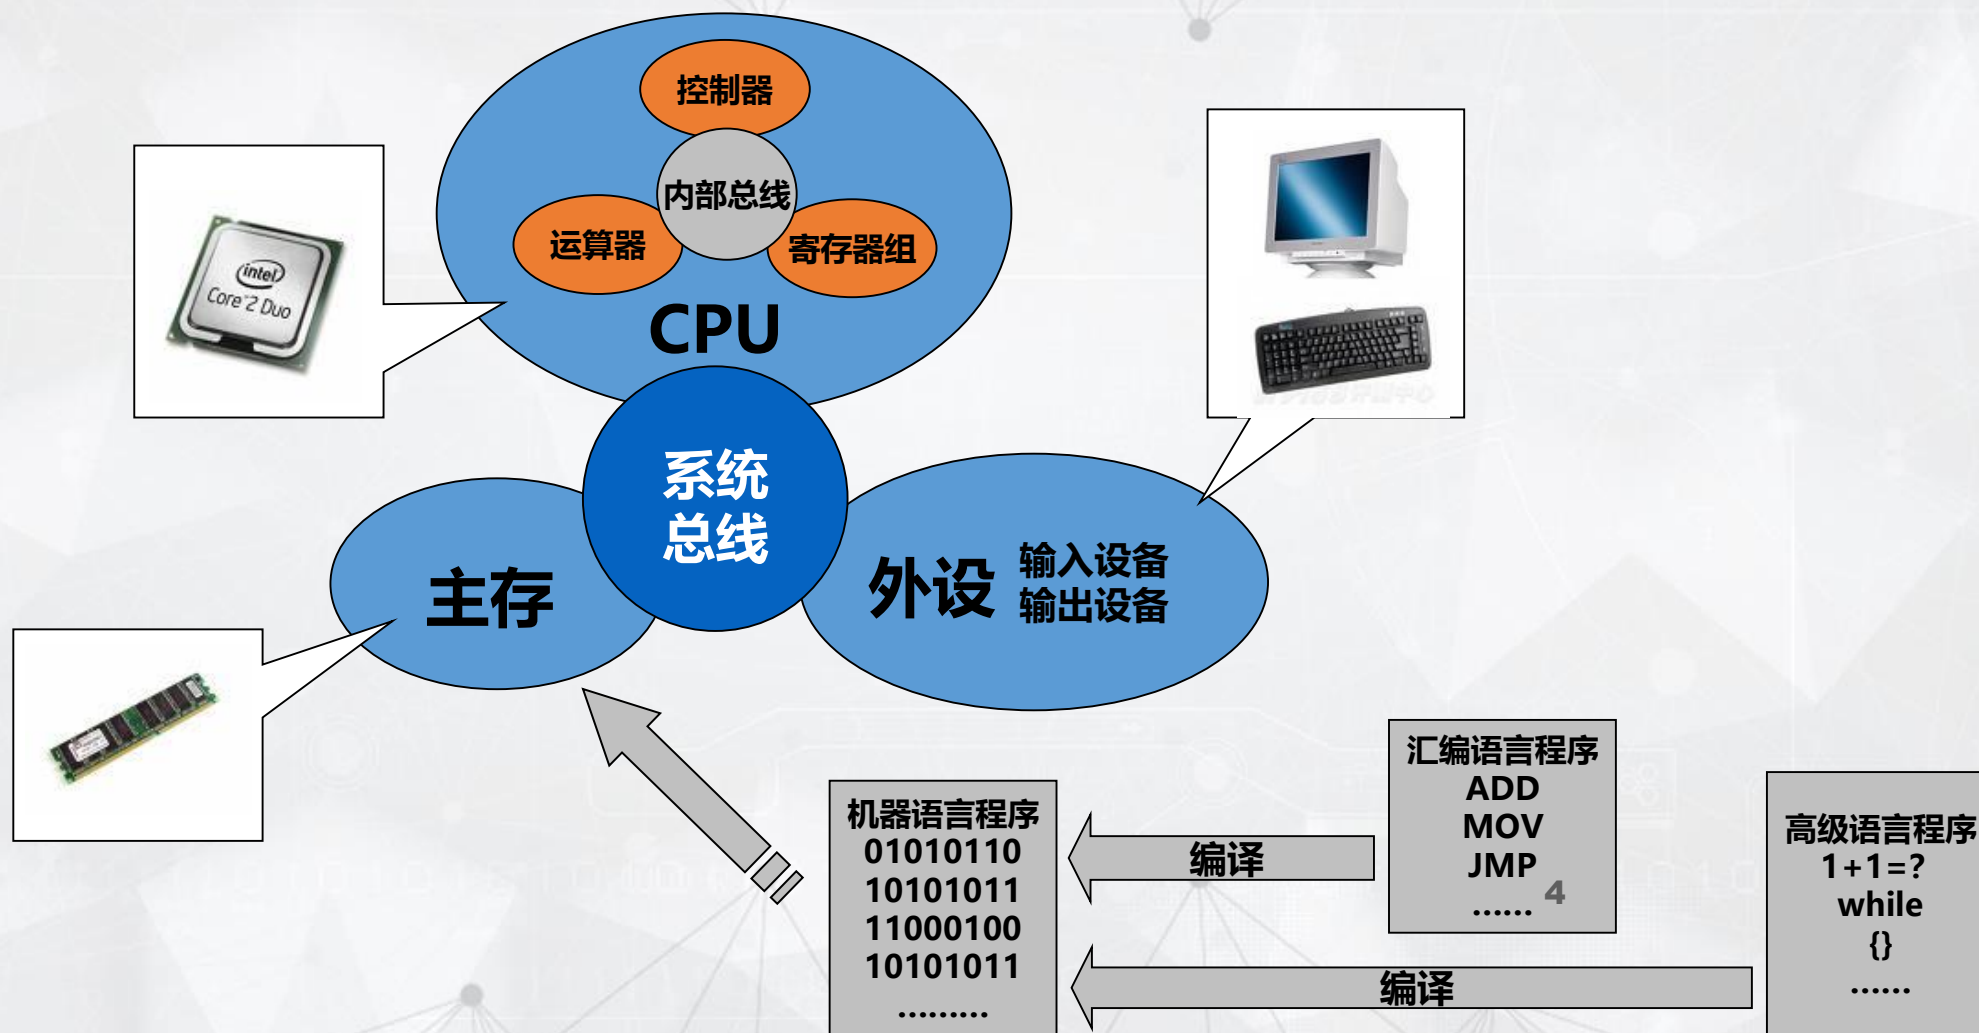 控制器
内部总线
运算器
寄存器组
CPU
intel
Core 2 Duo
系统
总线
主存
外设
输入设备
输出设备
机器语言程序
01010110
10101011
11000100
10101011
………
编译
汇编语言程序
ADD
MOV
JMP
……
4
编译
高级语言程序
1+1=?
while
{}
……